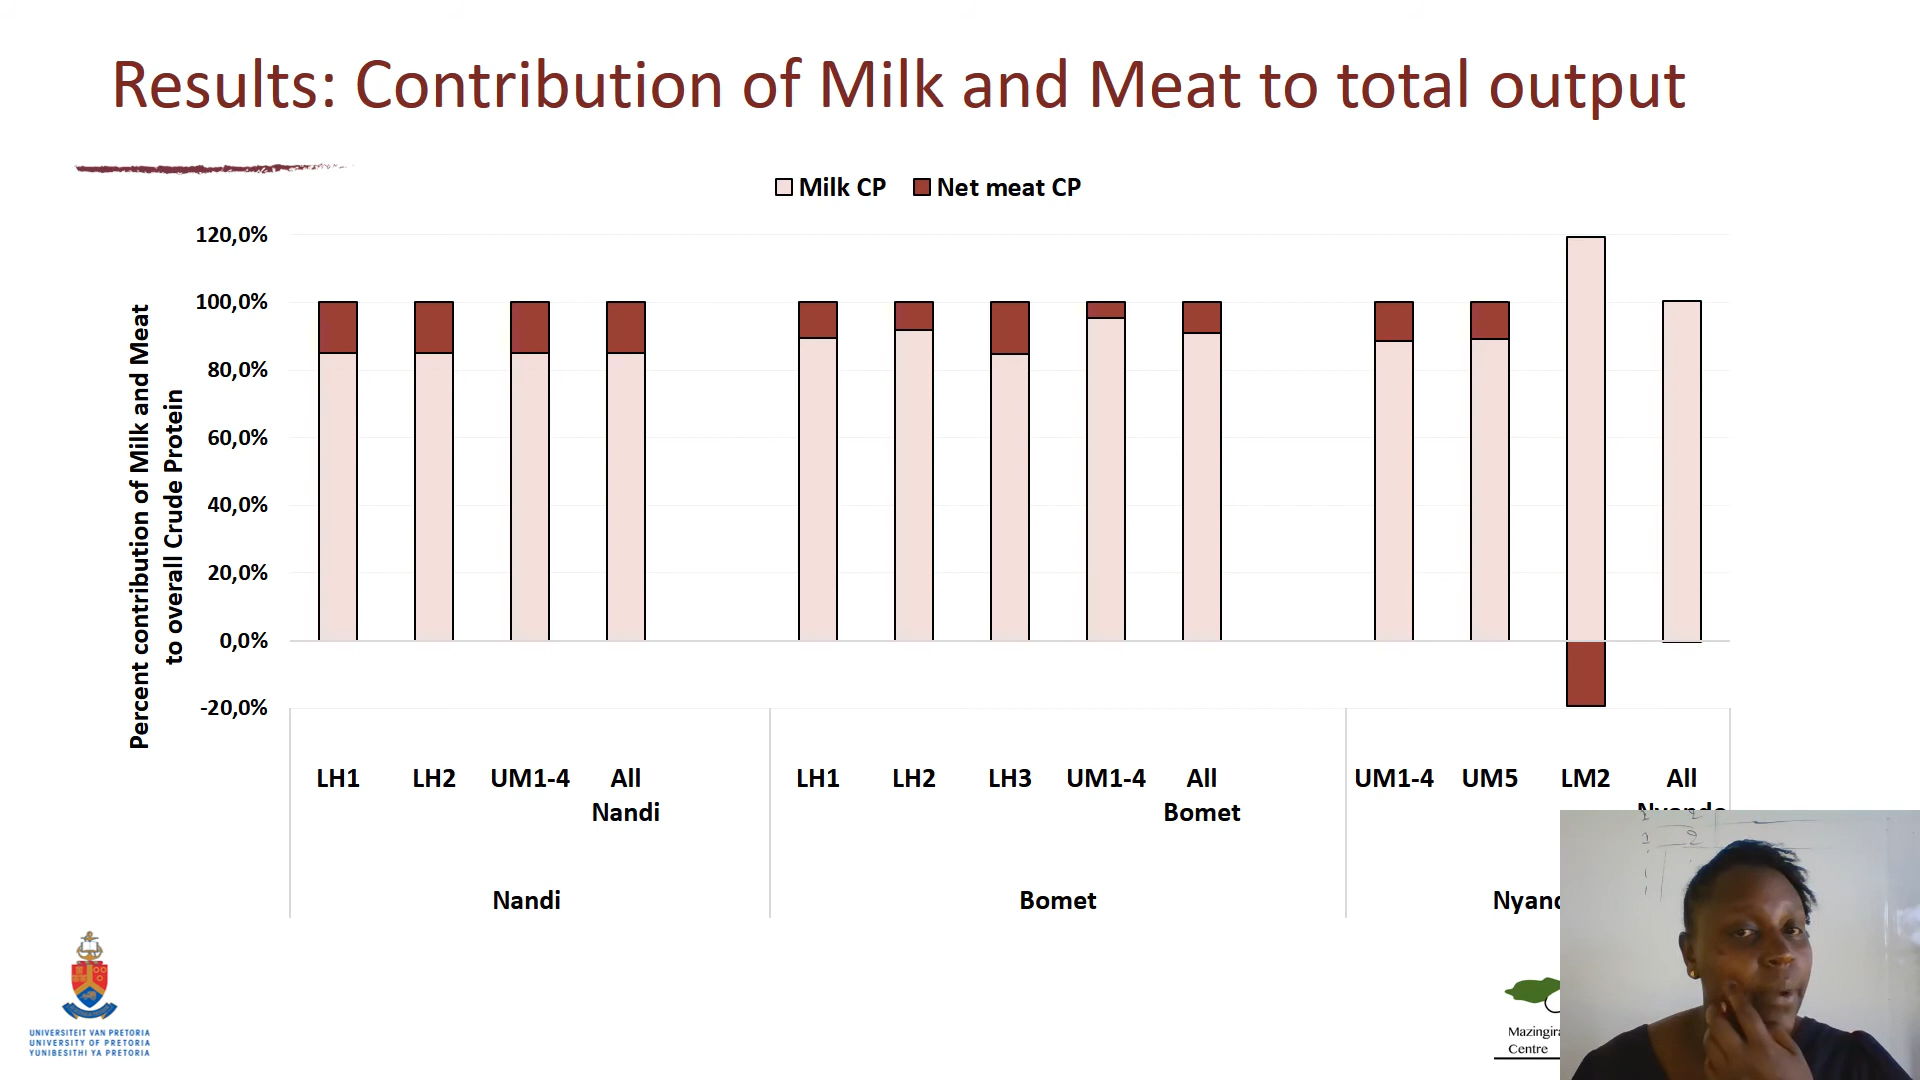 Results: Contribution of Milk and Meat to total output
Milk CP
Net meat CP
Percent contribution of Milk and Meat
to overall Crude Protein
120,0%
100,0%
80,0%
60,0%
40,0%
20,0%
0,0%
-20,0%
LH1
LH2
UM1-4
All
Nandi
LH1
LH2
LH3
UM1-4
All
Bomet
UM1-4
UM5
LM2
All
Nandi
Bomet
UNIVERSITEIT VAN PRETORIA
UNIVERSITY OF PRETORIA
YUNIBESITHI YA PRETORIA
Centre